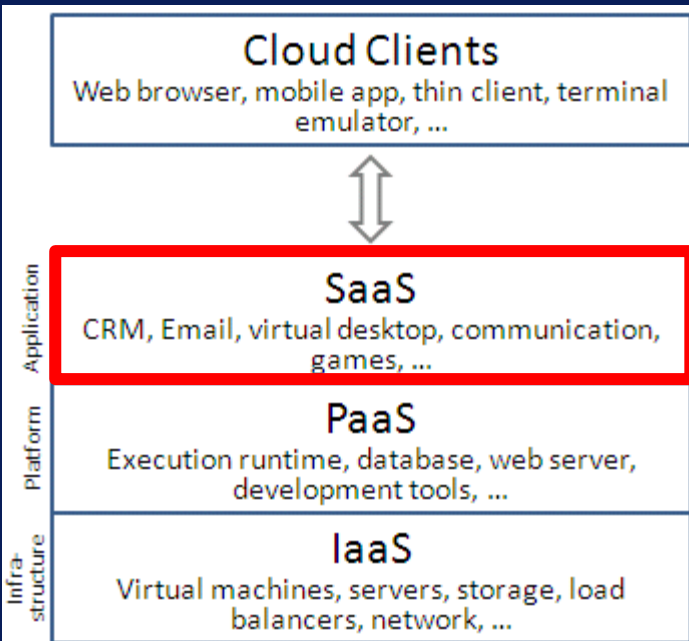 Cloud Clients
Web browser, mobile app, thin client, terminal
emulator, ...
Application
SaaS
CRM, Email, virtual desktop, communication,
games, ...
Platform
PaaS
Execution runtime, database, web server,
development tools, ...
Infra-
structure
IaaS
Virtual machines, servers, storage, load
balancers, network, ...